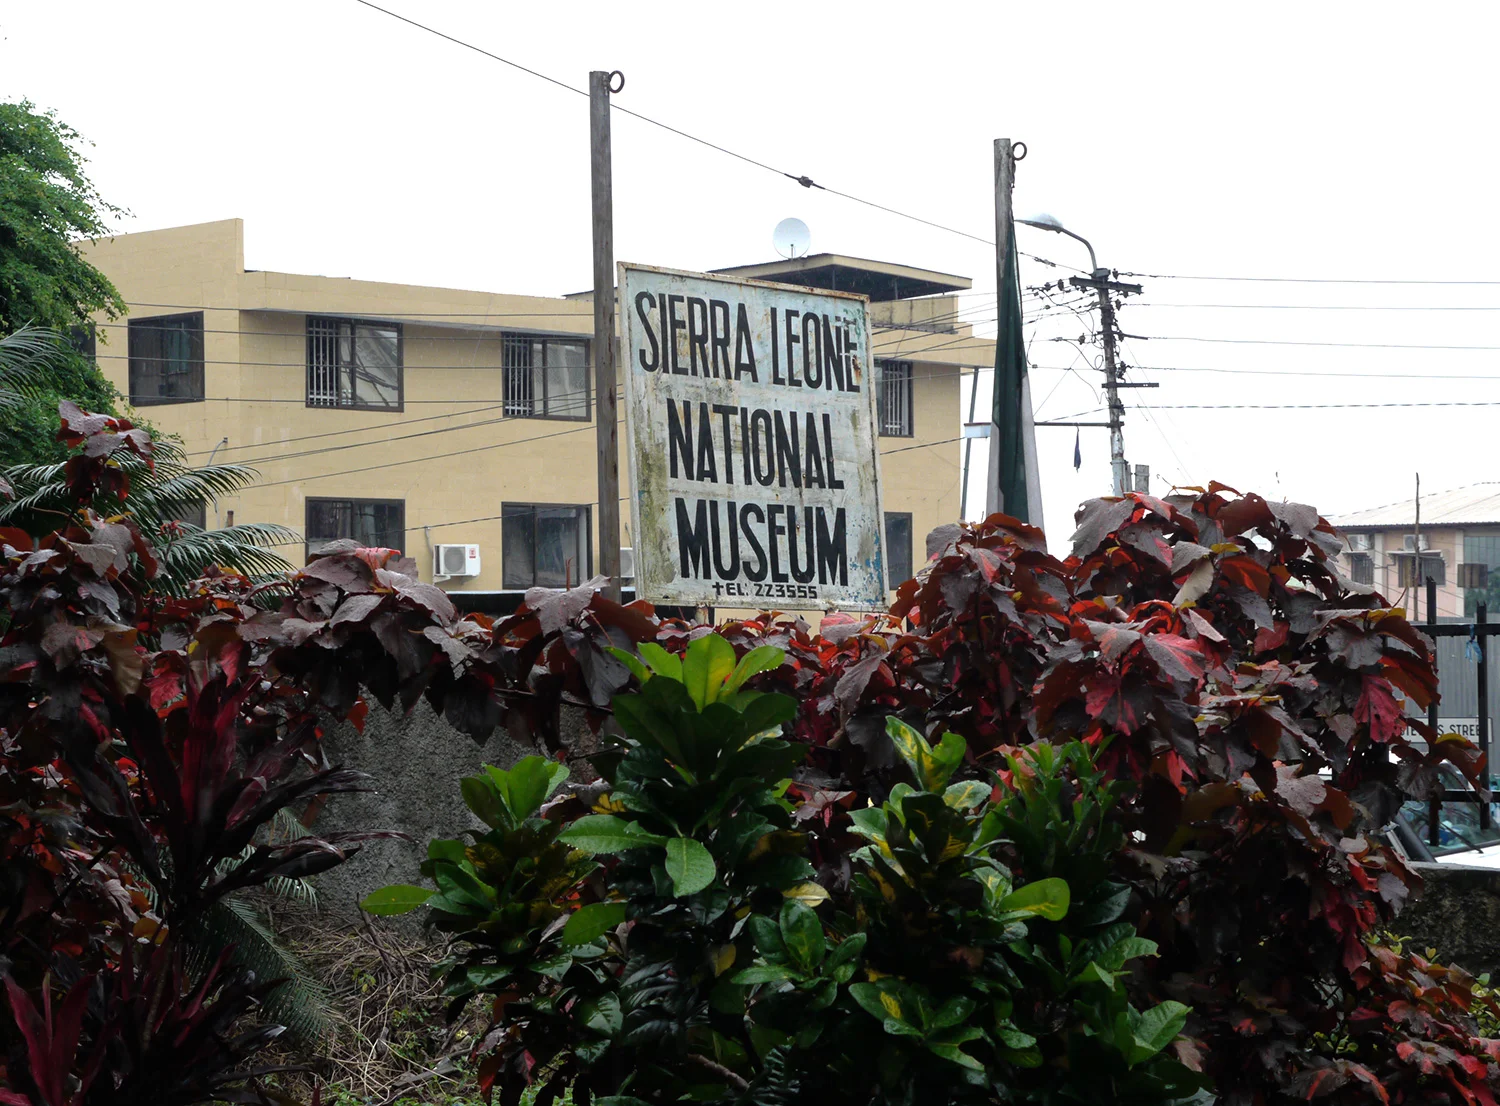 SIERRA LEONE
NATIONAL
MUSEUM
TEL: 223555